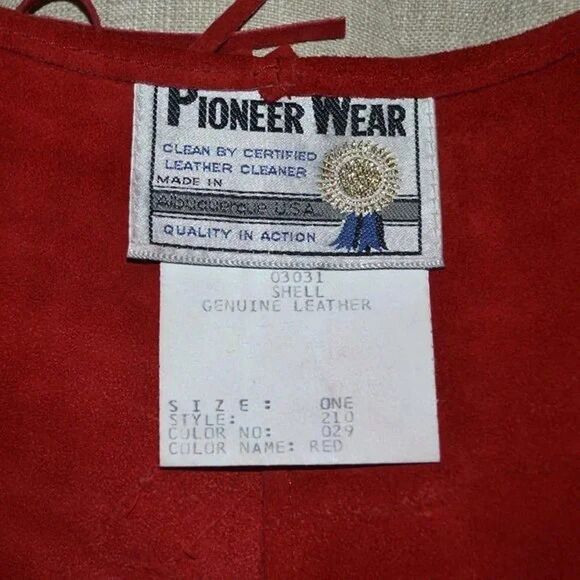 PIONEER WEAR
CLEAN BY CERTIFIED
LEATHER CLEANER
MADE IN
Albuquerque U.S.A.
QUALITY IN ACTION
03031
SHELL
GENUINE LEATHER
SIZE: ONE
STYLE: 210
COLOR NO: 029
COLOR NAME: RED